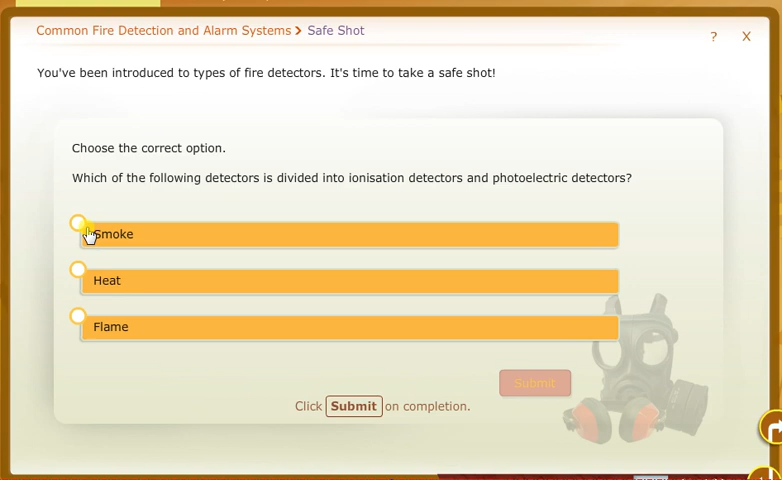 Common Fire Detection and Alarm Systems > Safe Shot
? X
You've been introduced to types of fire detectors. It's time to take a safe shot!
Choose the correct option.
Which of the following detectors is divided into ionisation detectors and photoelectric detectors?
Smoke
Heat
Flame
Submit
Click Submit on completion.